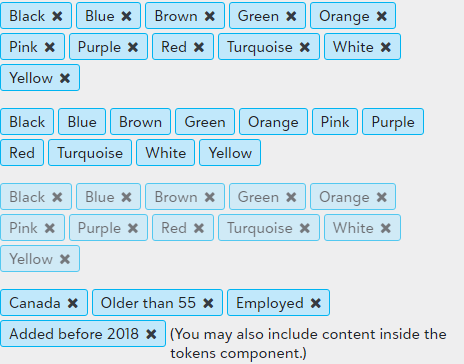 Black ✖ Blue ✖ Brown ✖ Green ✖ Orange ✖
Pink ✖ Purple ✖ Red ✖ Turquoise ✖ White ✖
Yellow ✖
Black Blue Brown Green Orange Pink Purple
Red Turquoise White Yellow
Black ✖ Blue ✖ Brown ✖ Green ✖ Orange ✖
Pink ✖ Purple ✖ Red ✖ Turquoise ✖ White ✖
Yellow ✖
Canada ✖ Older than 55 ✖ Employed ✖
Added before 2018 ✖ (You may also include content inside the
tokens component.)